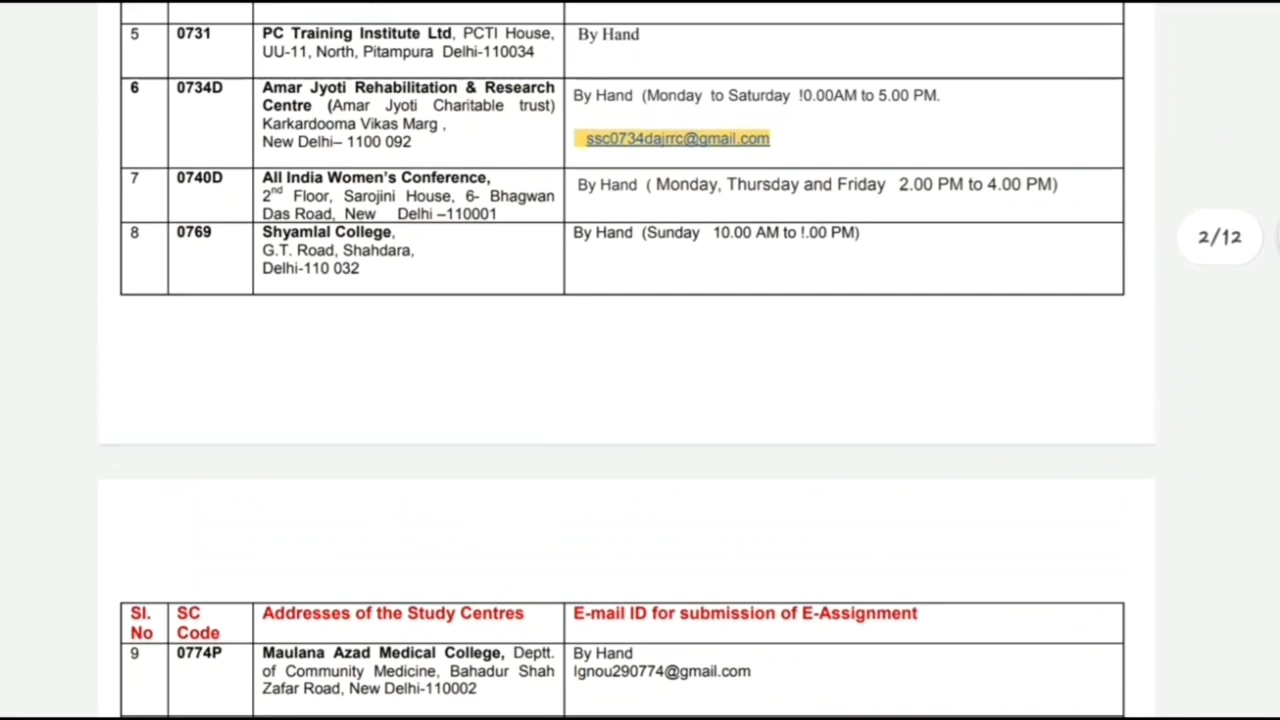 5 0731 PC Training Institute Ltd, PCTI House, By Hand
UU-11, North, Pitampura Delhi-110034
6 0734D Amar Jyoti Rehabilitation & Research By Hand (Monday to Saturday !0.00AM to 5.00 PM.
Centre (Amar Jyoti Charitable trust)
Karkardooma Vikas Marg ,
New Delhi– 1100 092 ssc0734dajrrc@gmail.com
7 0740D All India Women's Conference, By Hand ( Monday, Thursday and Friday 2.00 PM to 4.00 PM)
2nd Floor, Sarojini House, 6- Bhagwan
Das Road, New Delhi –110001
8 0769 Shyamlal College, By Hand (Sunday 10.00 AM to !.00 PM)
G.T. Road, Shahdara,
Delhi-110 032
2/12
Sl. No SC Code Addresses of the Study Centres E-mail ID for submission of E-Assignment
9 0774P Maulana Azad Medical College, Deptt. By Hand
of Community Medicine, Bahadur Shah Ignou290774@gmail.com
Zafar Road, New Delhi-110002